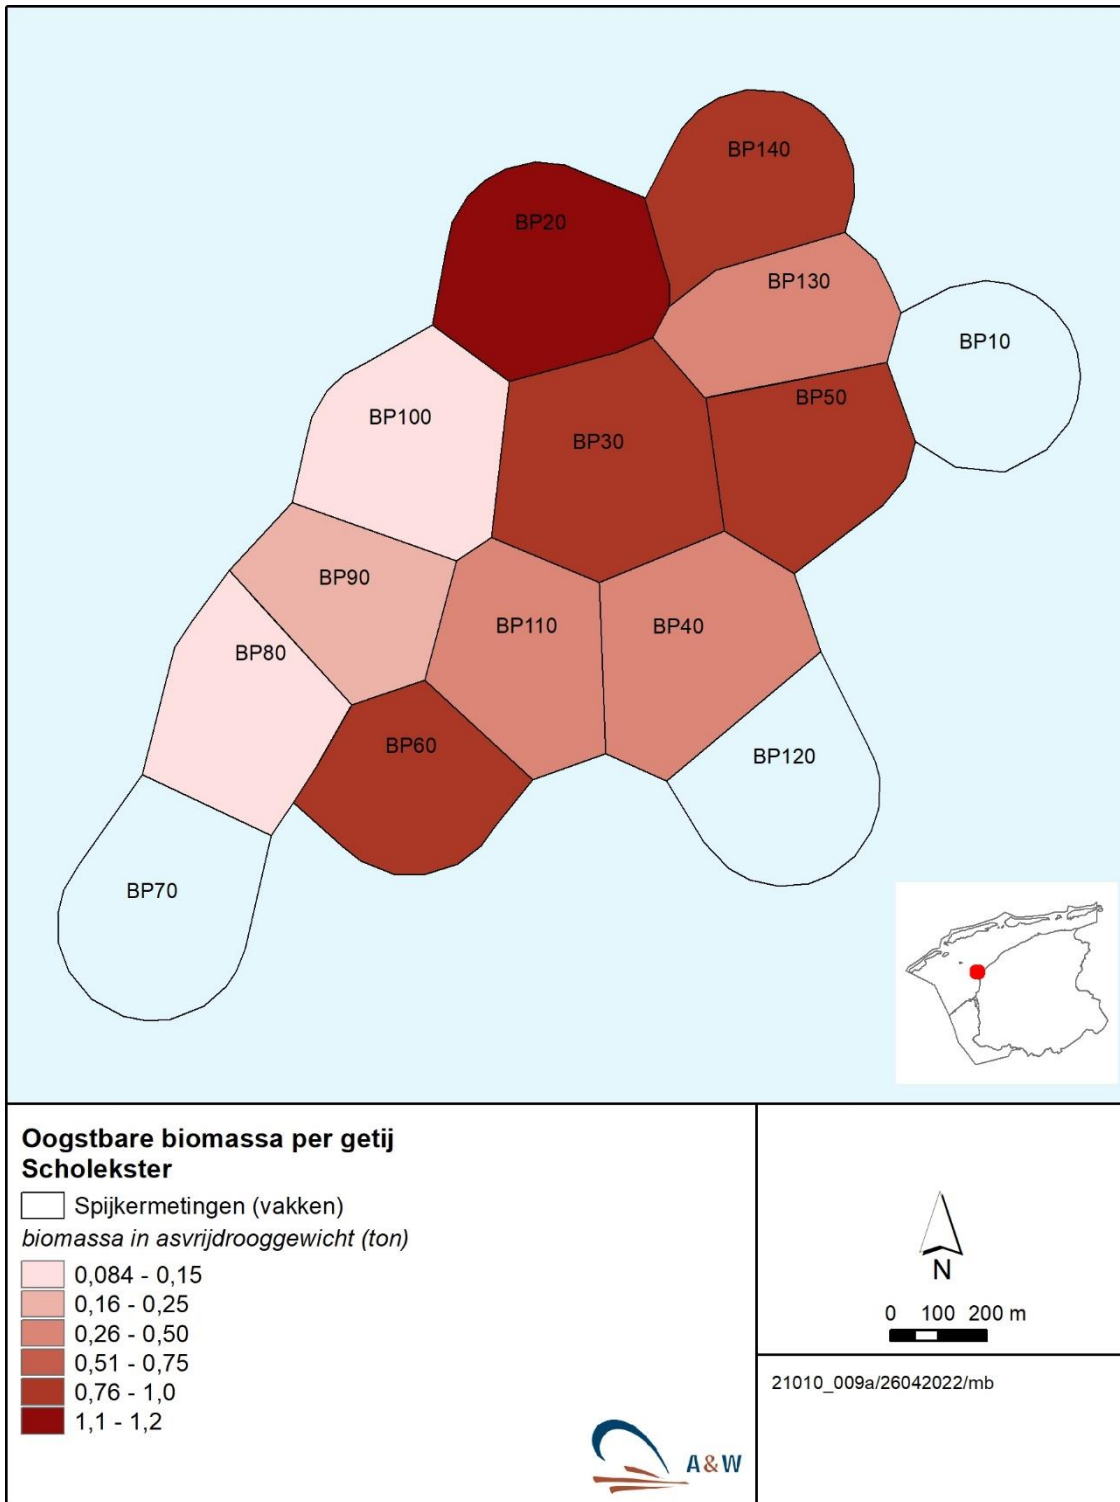 BP140
BP20
BP130
BP10
BP50
BP100
BP30
BP90
BP110
BP40
BP80
BP60
BP120
BP70
Oogstbare biomassa per getij
Scholekster
Spijkermetingen (vakken)
biomassa in asvrijdrooggewicht (ton)
0,084 - 0,15
0,16 - 0,25
0,26 - 0,50
0,51 - 0,75
0,76 - 1,0
1,1 - 1,2
A&W
N
0 100 200 m
21010_009a/26042022/mb